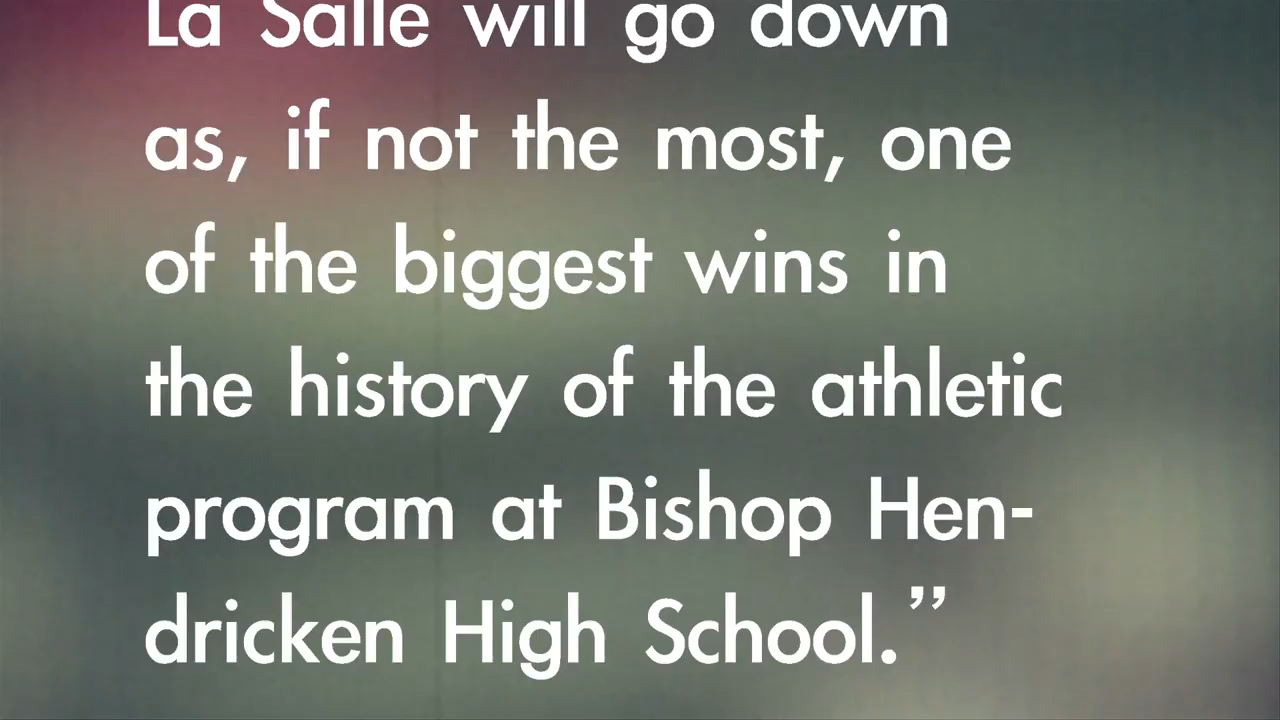 La Salle will go down
as, if not the most, one
of the biggest wins in
the history of the athletic
program at Bishop Hen-
dricken High School.”